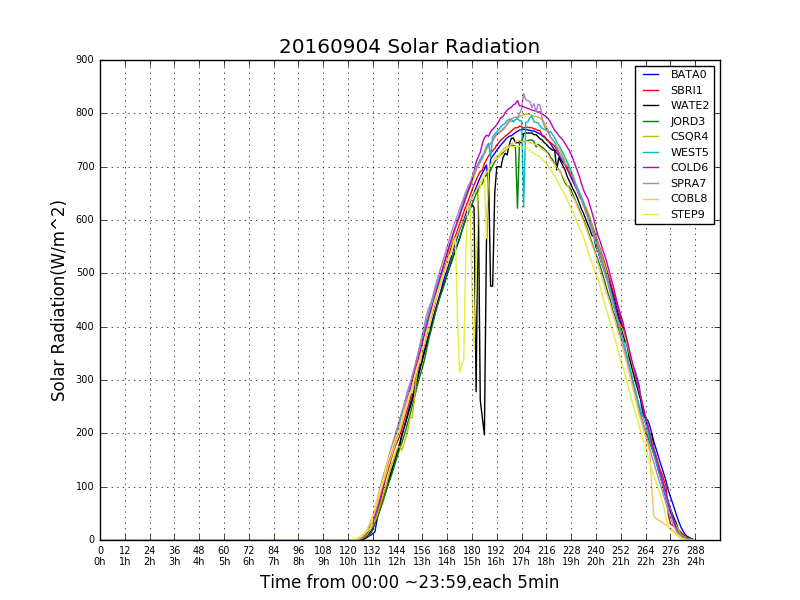 20160904 Solar Radiation
900
800
700
600
500
400
300
200
100
0
Solar Radiation(W/m^2)
BATA0
SBRI1
WATE2
JORD3
CSQR4
WEST5
COLD6
SPRA7
COBL8
STEP9
0 12 24 36 48 60 72 84 96 108 120 132 144 156 168 180 192 204 216 228 240 252 264 276 288
0h 1h 2h 3h 4h 5h 6h 7h 8h 9h 10h 11h 12h 13h 14h 15h 16h 17h 18h 19h 20h 21h 22h 23h 24h
Time from 00:00 ~23:59,each 5min